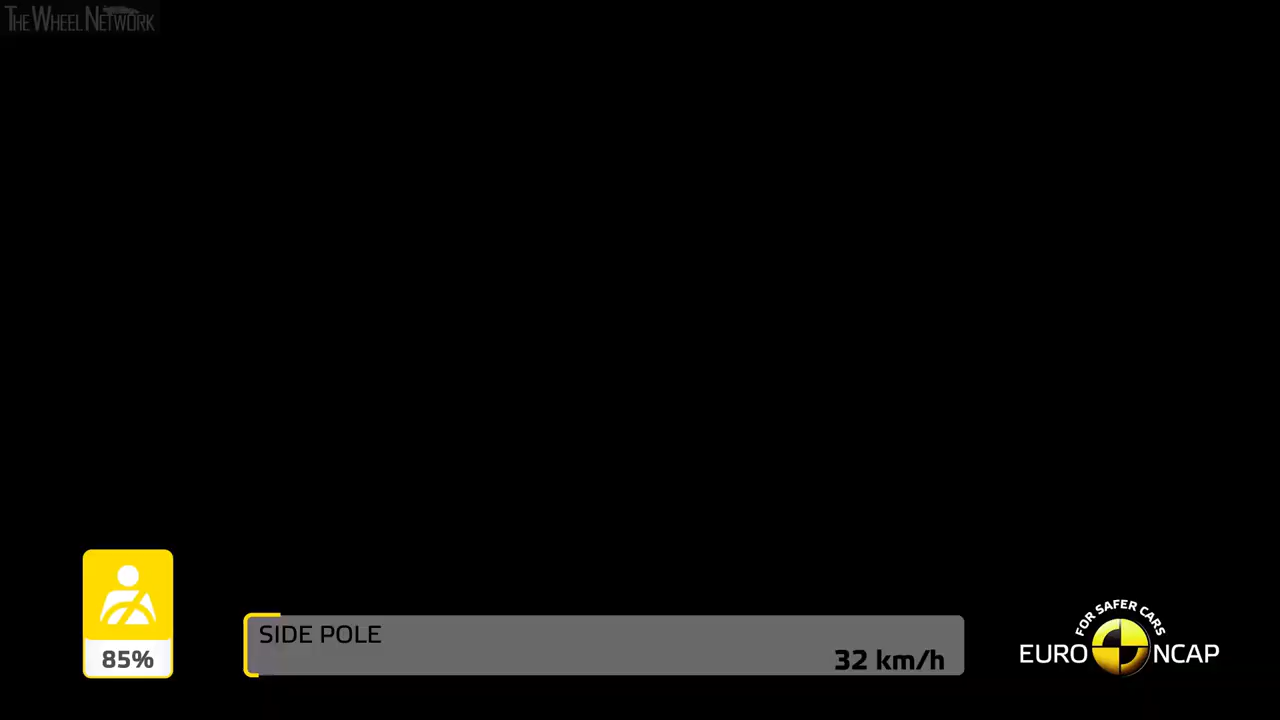 THE WHEEL NETWORK
85%
SIDE POLE
32 km/h
FOR SAFER CARS
EURO NCAP